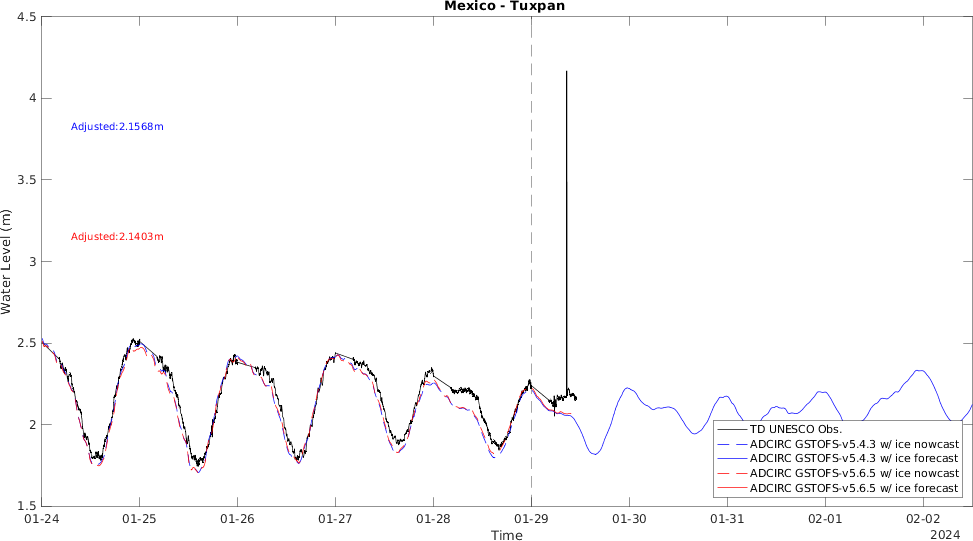 Mexico - Tuxpan
4.5
4
3.5
3
2.5
2
1.5
Water Level (m)
Adjusted:2.1568m
Adjusted:2.1403m
TD UNESCO Obs.
ADCIRC GSTOFS-v5.4.3 w/ ice nowcast
ADCIRC GSTOFS-v5.4.3 w/ ice forecast
ADCIRC GSTOFS-v5.6.5 w/ ice nowcast
ADCIRC GSTOFS-v5.6.5 w/ ice forecast
01-24 01-25 01-26 01-27 01-28 01-29 01-30 01-31 02-01 02-02
Time
2024